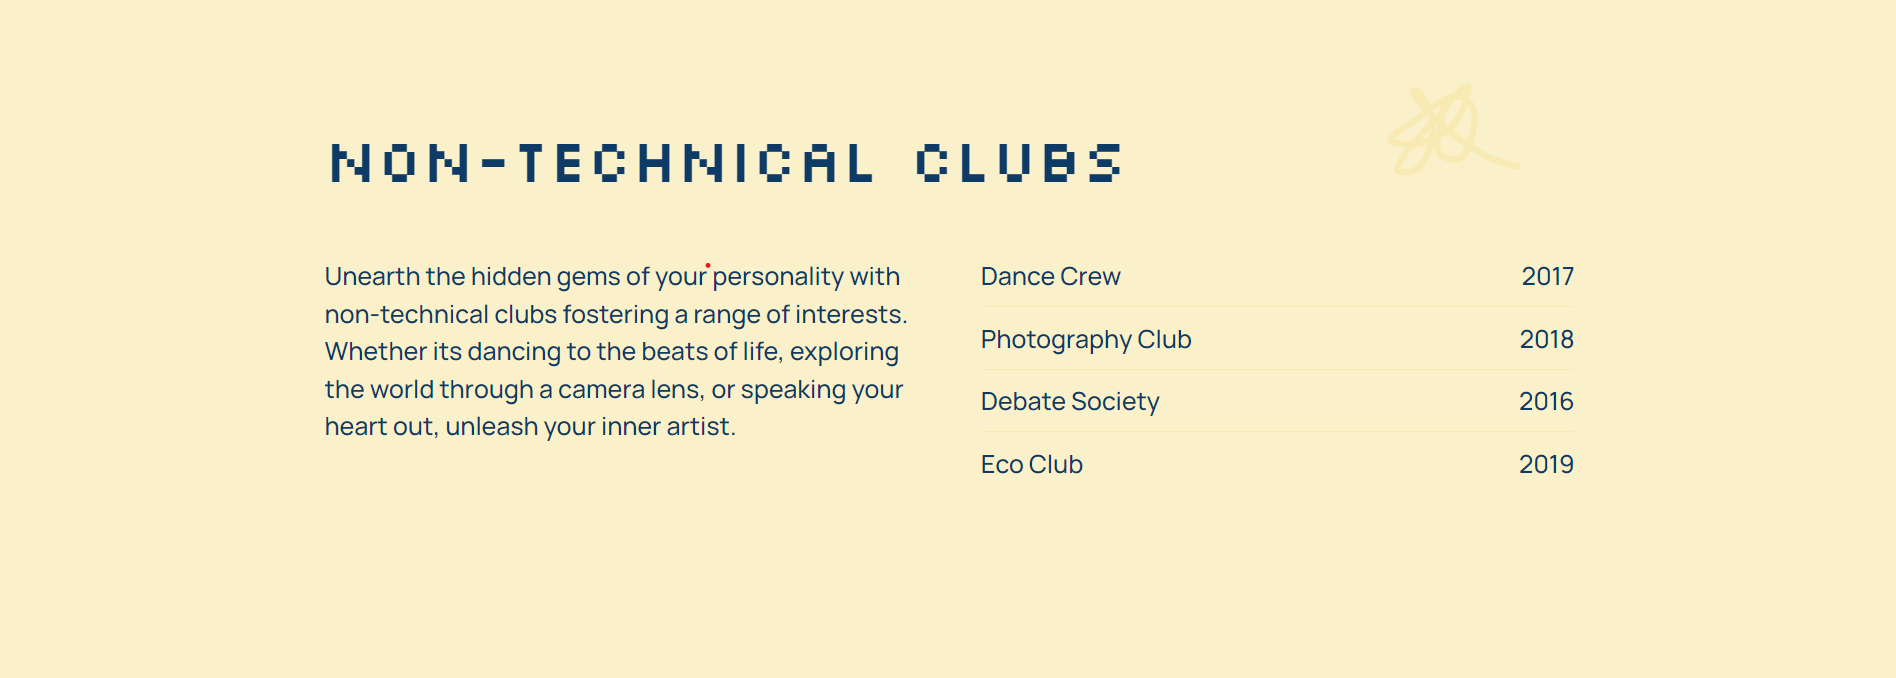 NON-TECHNICAL CLUBS
Unearth the hidden gems of your personality with
non-technical clubs fostering a range of interests.
Whether its dancing to the beats of life, exploring
the world through a camera lens, or speaking your
heart out, unleash your inner artist.
Dance Crew 2017
Photography Club 2018
Debate Society 2016
Eco Club 2019